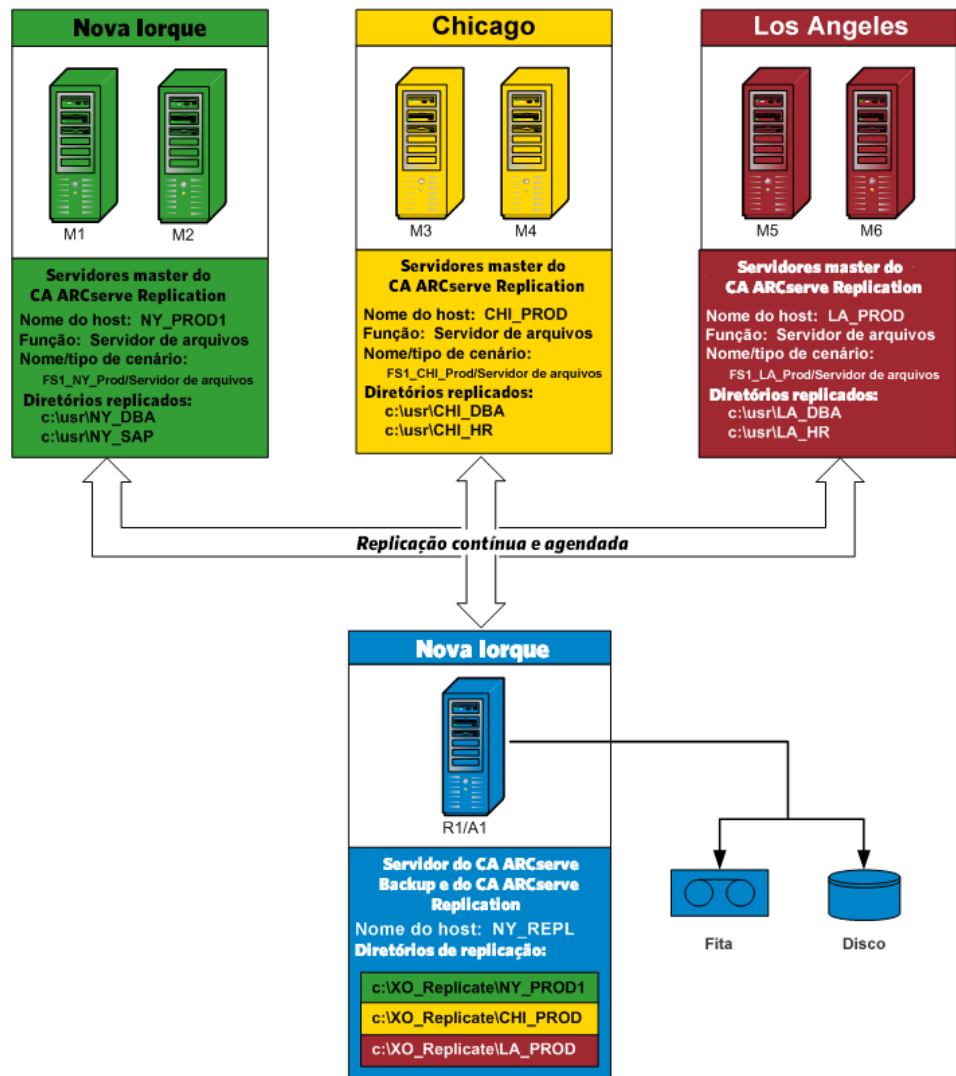 Nova Iorque
M1
M2
Servidores master do
CA ARCserve Replication
Nome do host: NY_PROD1
Função: Servidor de arquivos
Nome/tipo de cenário:
FS1_NY_Prod/Servidor de arquivos
Diretórios replicados:
c:\usr\NY_DBA
c:\usr\NY_SAP
Chicago
M3
M4
Servidores master do
CA ARCserve Replication
Nome do host: CHI_PROD
Função: Servidor de arquivos
Nome/tipo de cenário:
FS1_CHI_Prod/Servidor de arquivos
Diretórios replicados:
c:\usr\CHI_DBA
c:\usr\CHI_HR
Los Angeles
M5
M6
Servidores master do
CA ARCserve Replication
Nome do host: LA_PROD
Função: Servidor de arquivos
Nome/tipo de cenário:
FS1_LA_Prod/Servidor de arquivos
Diretórios replicados:
c:\usr\LA_DBA
c:\usr\LA_HR
Replicação contínua e agendada
Nova Iorque
R1/A1
Servidor do CA ARCserve
Backup e do CA ARCserve
Replication
Nome do host: NY_REPL
Diretórios de replicação:
c:\XO_Replicate\NY_PROD1
c:\XO_Replicate\CHI_PROD
c:\XO_Replicate\LA_PROD
Fita
Disco